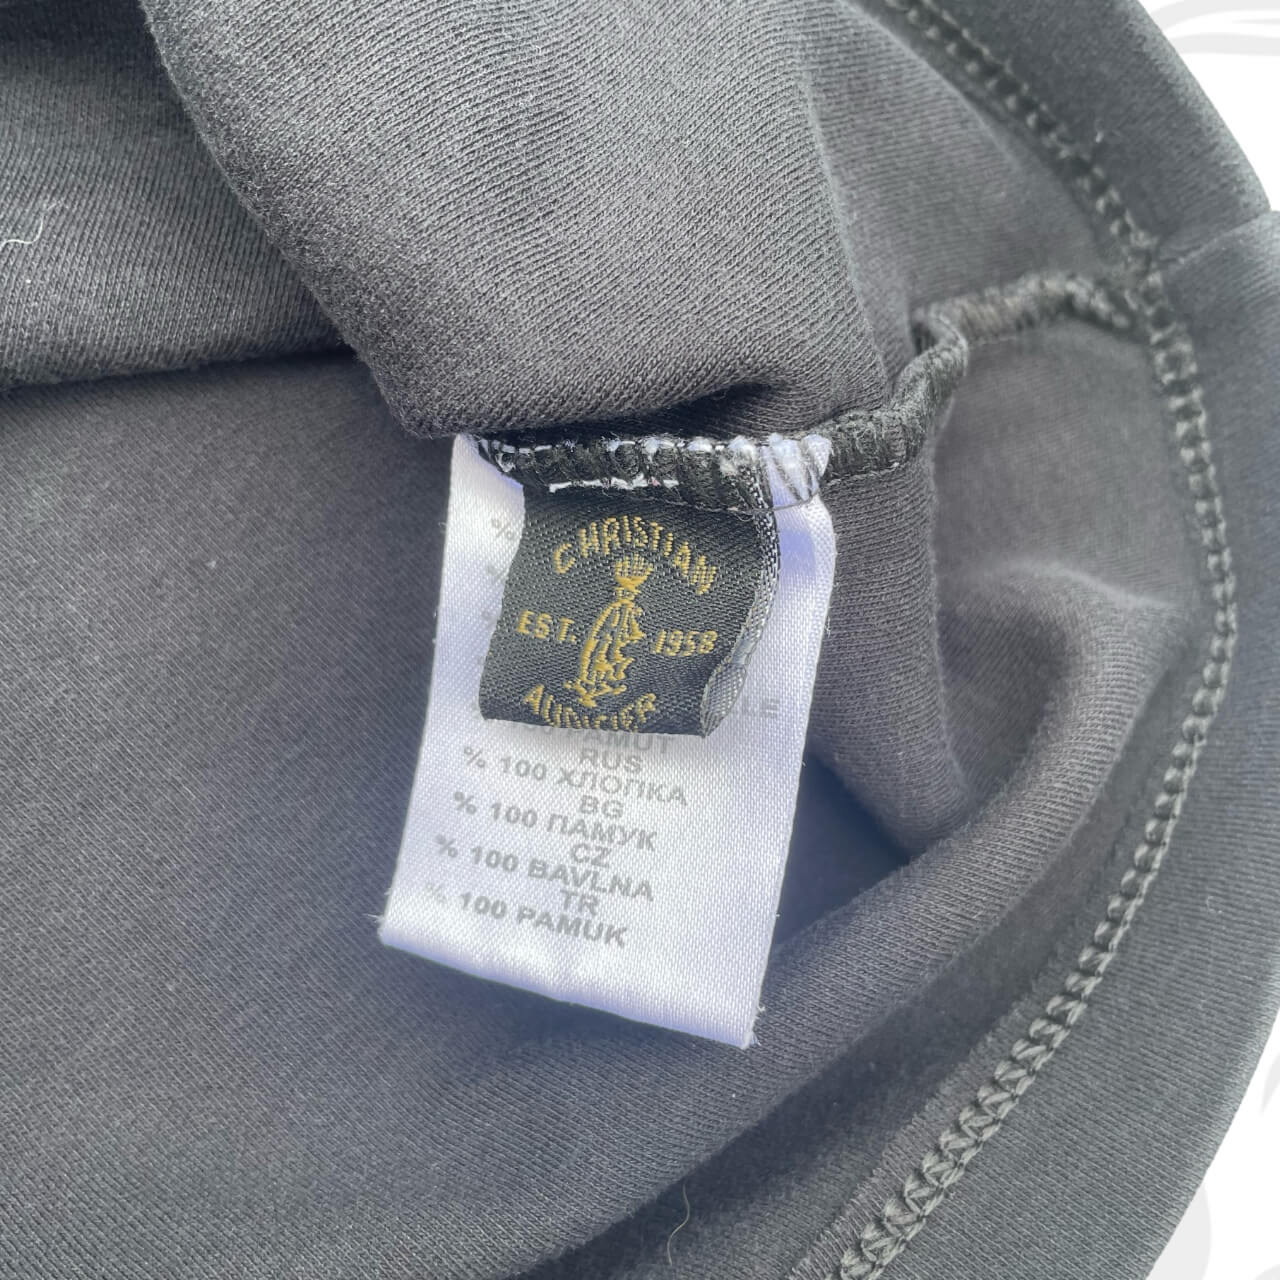 CHRISTIAN
EST. 1958
AUDIGIER
RUS
% 100 ХЛОПКА
BG
% 100 ПАМУК
CZ
% 100 BAVLNA
TR
% 100 PAMUK